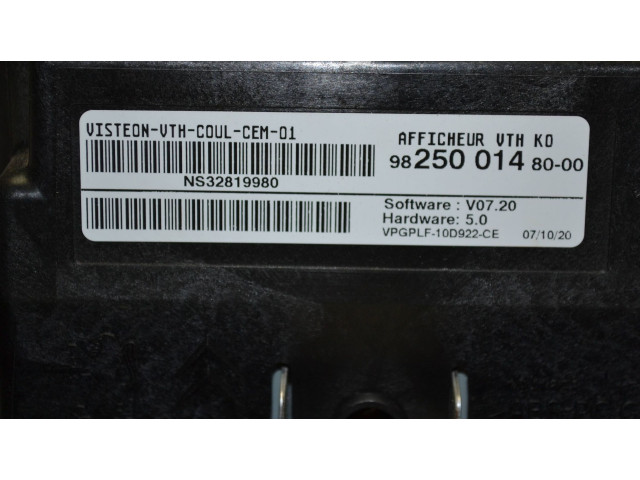 VISTEON-VTH-COUL-CEM-01
NS32819980
AFFICHEUR VTH KO
98 250 014 80-00
Software : V07.20
Hardware: 5.0
VPGPLF-10D922-CE 07/10/20